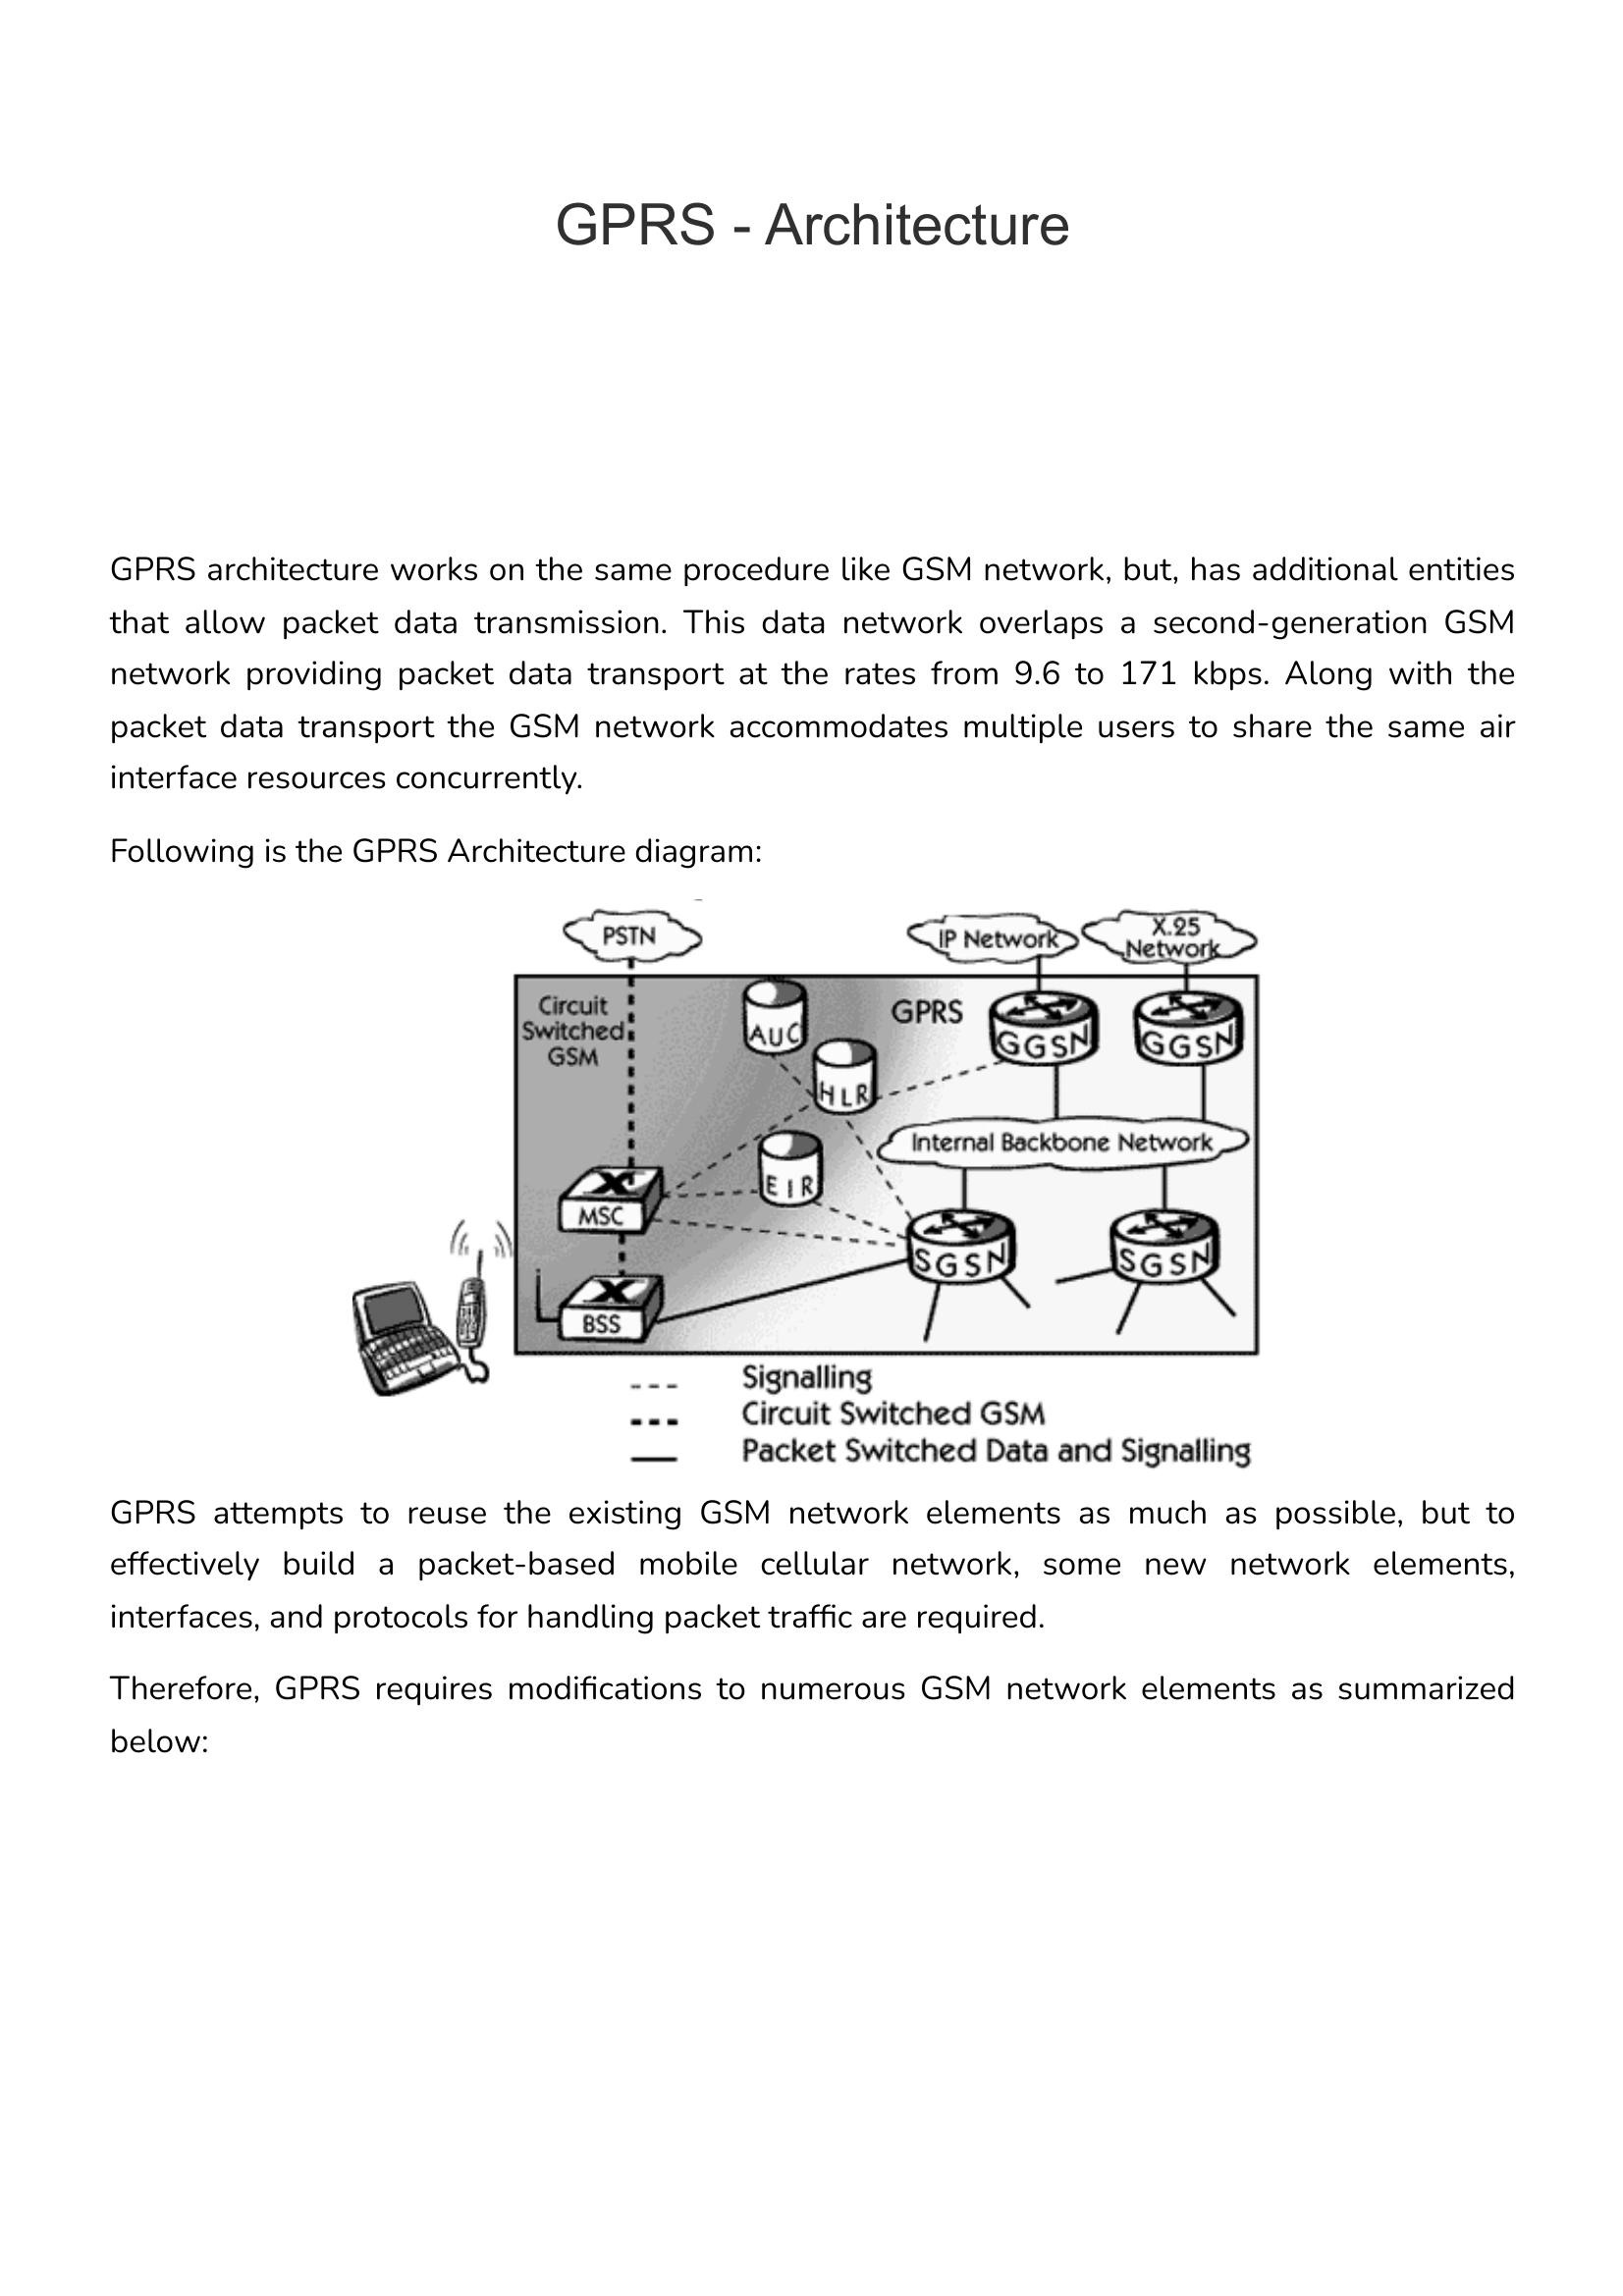 GPRS - Architecture
GPRS architecture works on the same procedure like GSM network, but, has additional entities
that allow packet data transmission. This data network overlaps a second-generation GSM
network providing packet data transport at the rates from 9.6 to 171 kbps. Along with the
packet data transport the GSM network accommodates multiple users to share the same air
interface resources concurrently.
Following is the GPRS Architecture diagram:
PSTN
IP Network
X.25
Network
Circuit
Switched
GSM
AUC
GPRS
GGSN
GGSN
HLR
Internal Backbone Network
EIR
MSC
SGSN
SGSN
BSS
Signalling
Circuit Switched GSM
Packet Switched Data and Signalling
GPRS attempts to reuse the existing GSM network elements as much as possible, but to
effectively build a packet-based mobile cellular network, some new network elements,
interfaces, and protocols for handling packet traffic are required.
Therefore, GPRS requires modifications to numerous GSM network elements as summarized
below: